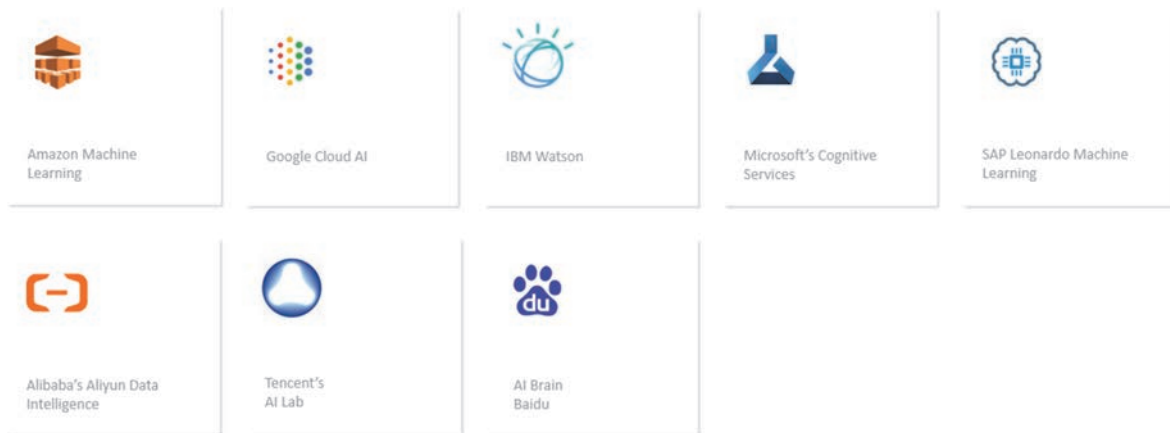 Amazon Machine
Learning
Google Cloud AI
IBM Watson
Microsoft's Cognitive
Services
SAP Leonardo Machine
Learning
Alibaba's Aliyun Data
Intelligence
Tencent's
AI Lab
du
AI Brain
Baidu